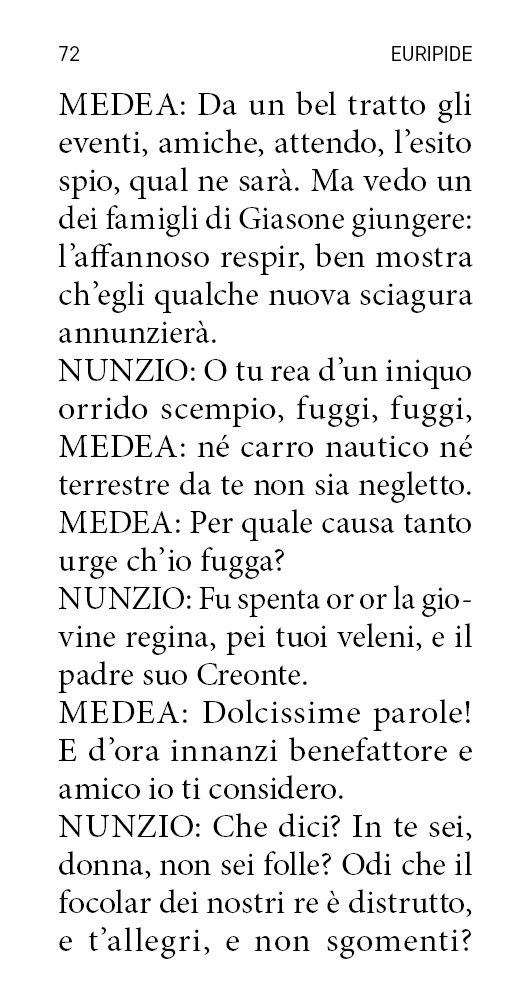 72 EURIPIDE
MEDEA: Da un bel tratto gli
eventi, amiche, attendo, l’esito
spio, qual ne sarà. Ma vedo un
dei famigli di Giasone giungere:
l’affannoso respir, ben mostra
ch’egli qualche nuova sciagura
annunzierà.
NUNZIO: O tu rea d’un iniquo
orrido scempio, fuggi, fuggi,
MEDEA: né carro nautico né
terrestre da te non sia negletto.
MEDEA: Per quale causa tanto
urge ch’io fugga?
NUNZIO: Fu spenta or or la gio-
vine regina, pei tuoi veleni, e il
padre suo Creonte.
MEDEA: Dolcissime parole!
E d’ora innanzi benefattore e
amico io ti considero.
NUNZIO: Che dici? In te sei,
donna, non sei folle? Odi che il
focolar dei nostri re è distrutto,
e t’allegri, e non sgomenti?